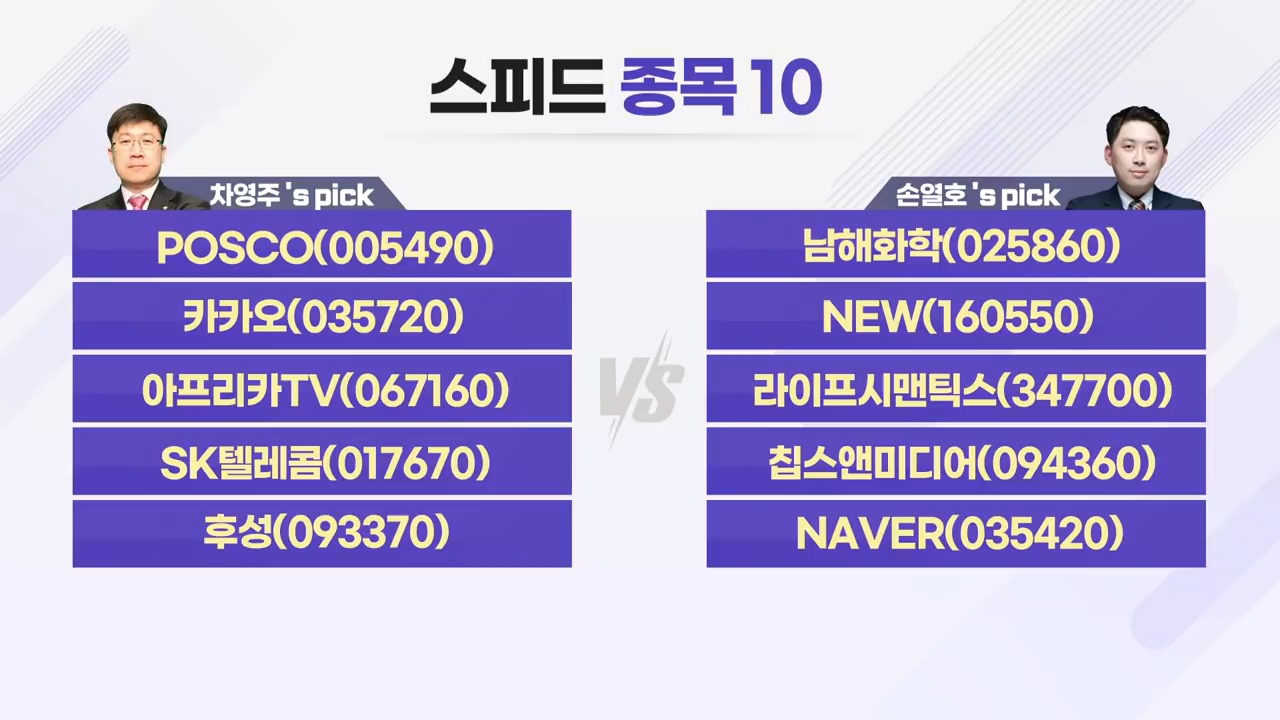 스피드 종목 10
차영주 's pick
POSCO(005490)
카카오(035720)
아프리카TV(067160)
SK텔레콤(017670)
후성(093370)
VS
손열호 's pick
남해화학(025860)
NEW(160550)
라이프시맨틱스(347700)
칩스앤미디어(094360)
NAVER(035420)